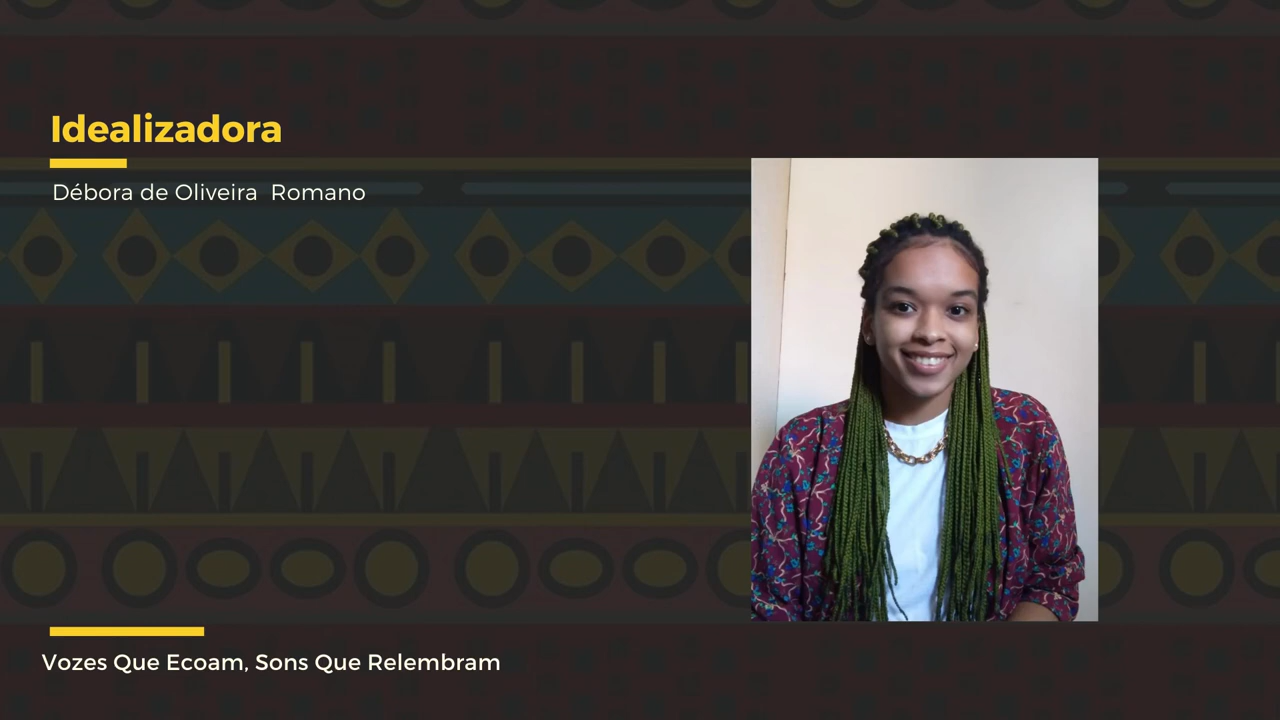 Idealizadora
Débora de Oliveira  Romano
Vozes Que Ecoam, Sons Que Relembram